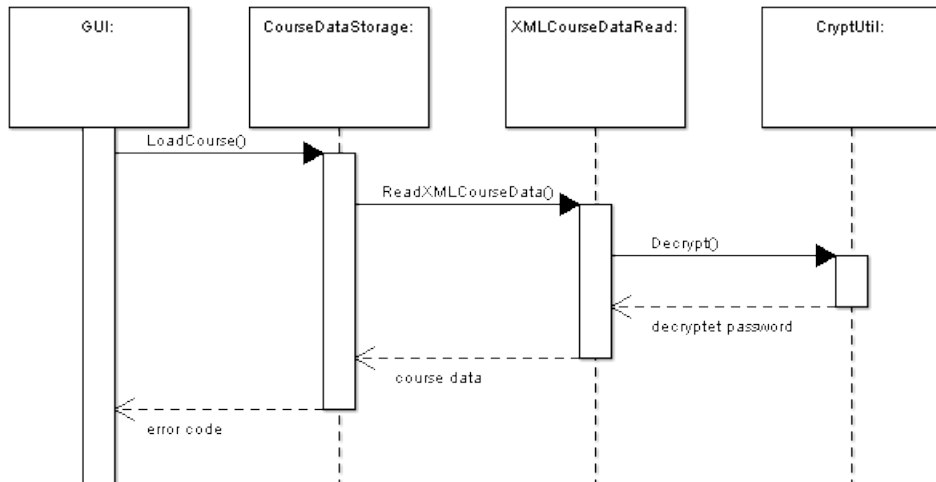 GUI:
CourseDataStorage:
XMLCourseDataRead:
CryptUtil:
LoadCourse()
ReadXMLCourseData()
Decrypt()
decryptet password
course data
error code